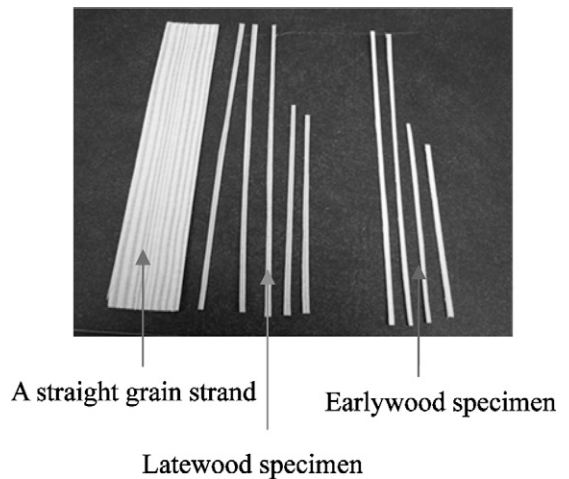 A straight grain strand
Earlywood specimen
Latewood specimen